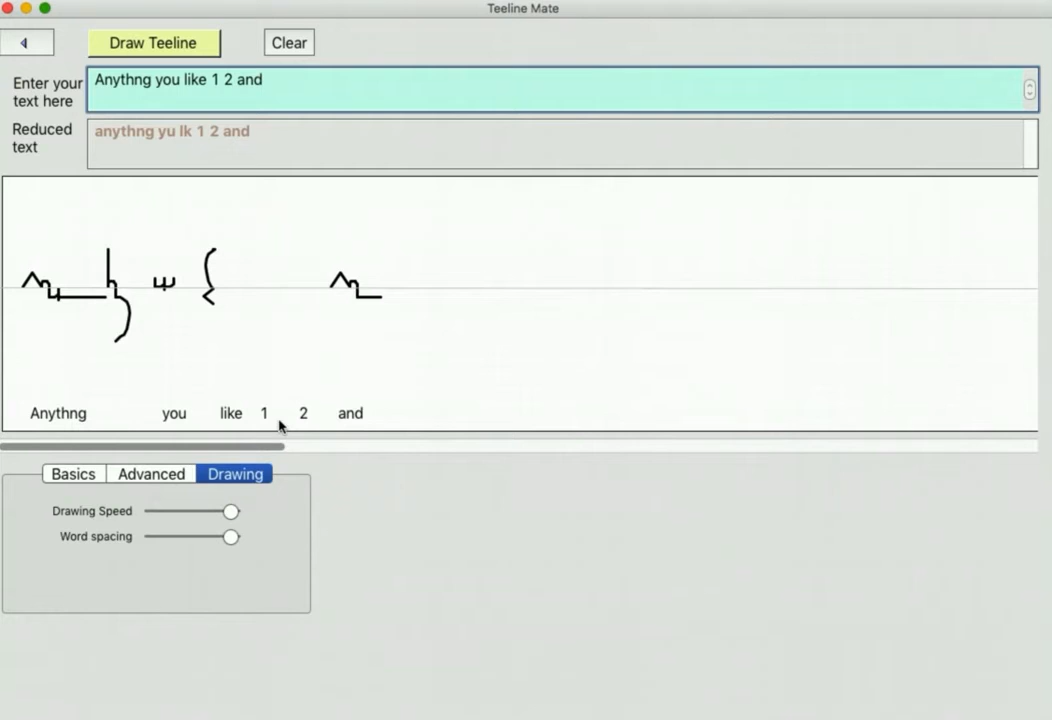 Teeline Mate
Draw Teeline
Clear
Enter your text here
Anythng you like 1 2 and
Reduced text
anythng yu lk 1 2 and
Anythng you like 1 2 and
Basics Advanced Drawing
Drawing Speed
Word spacing